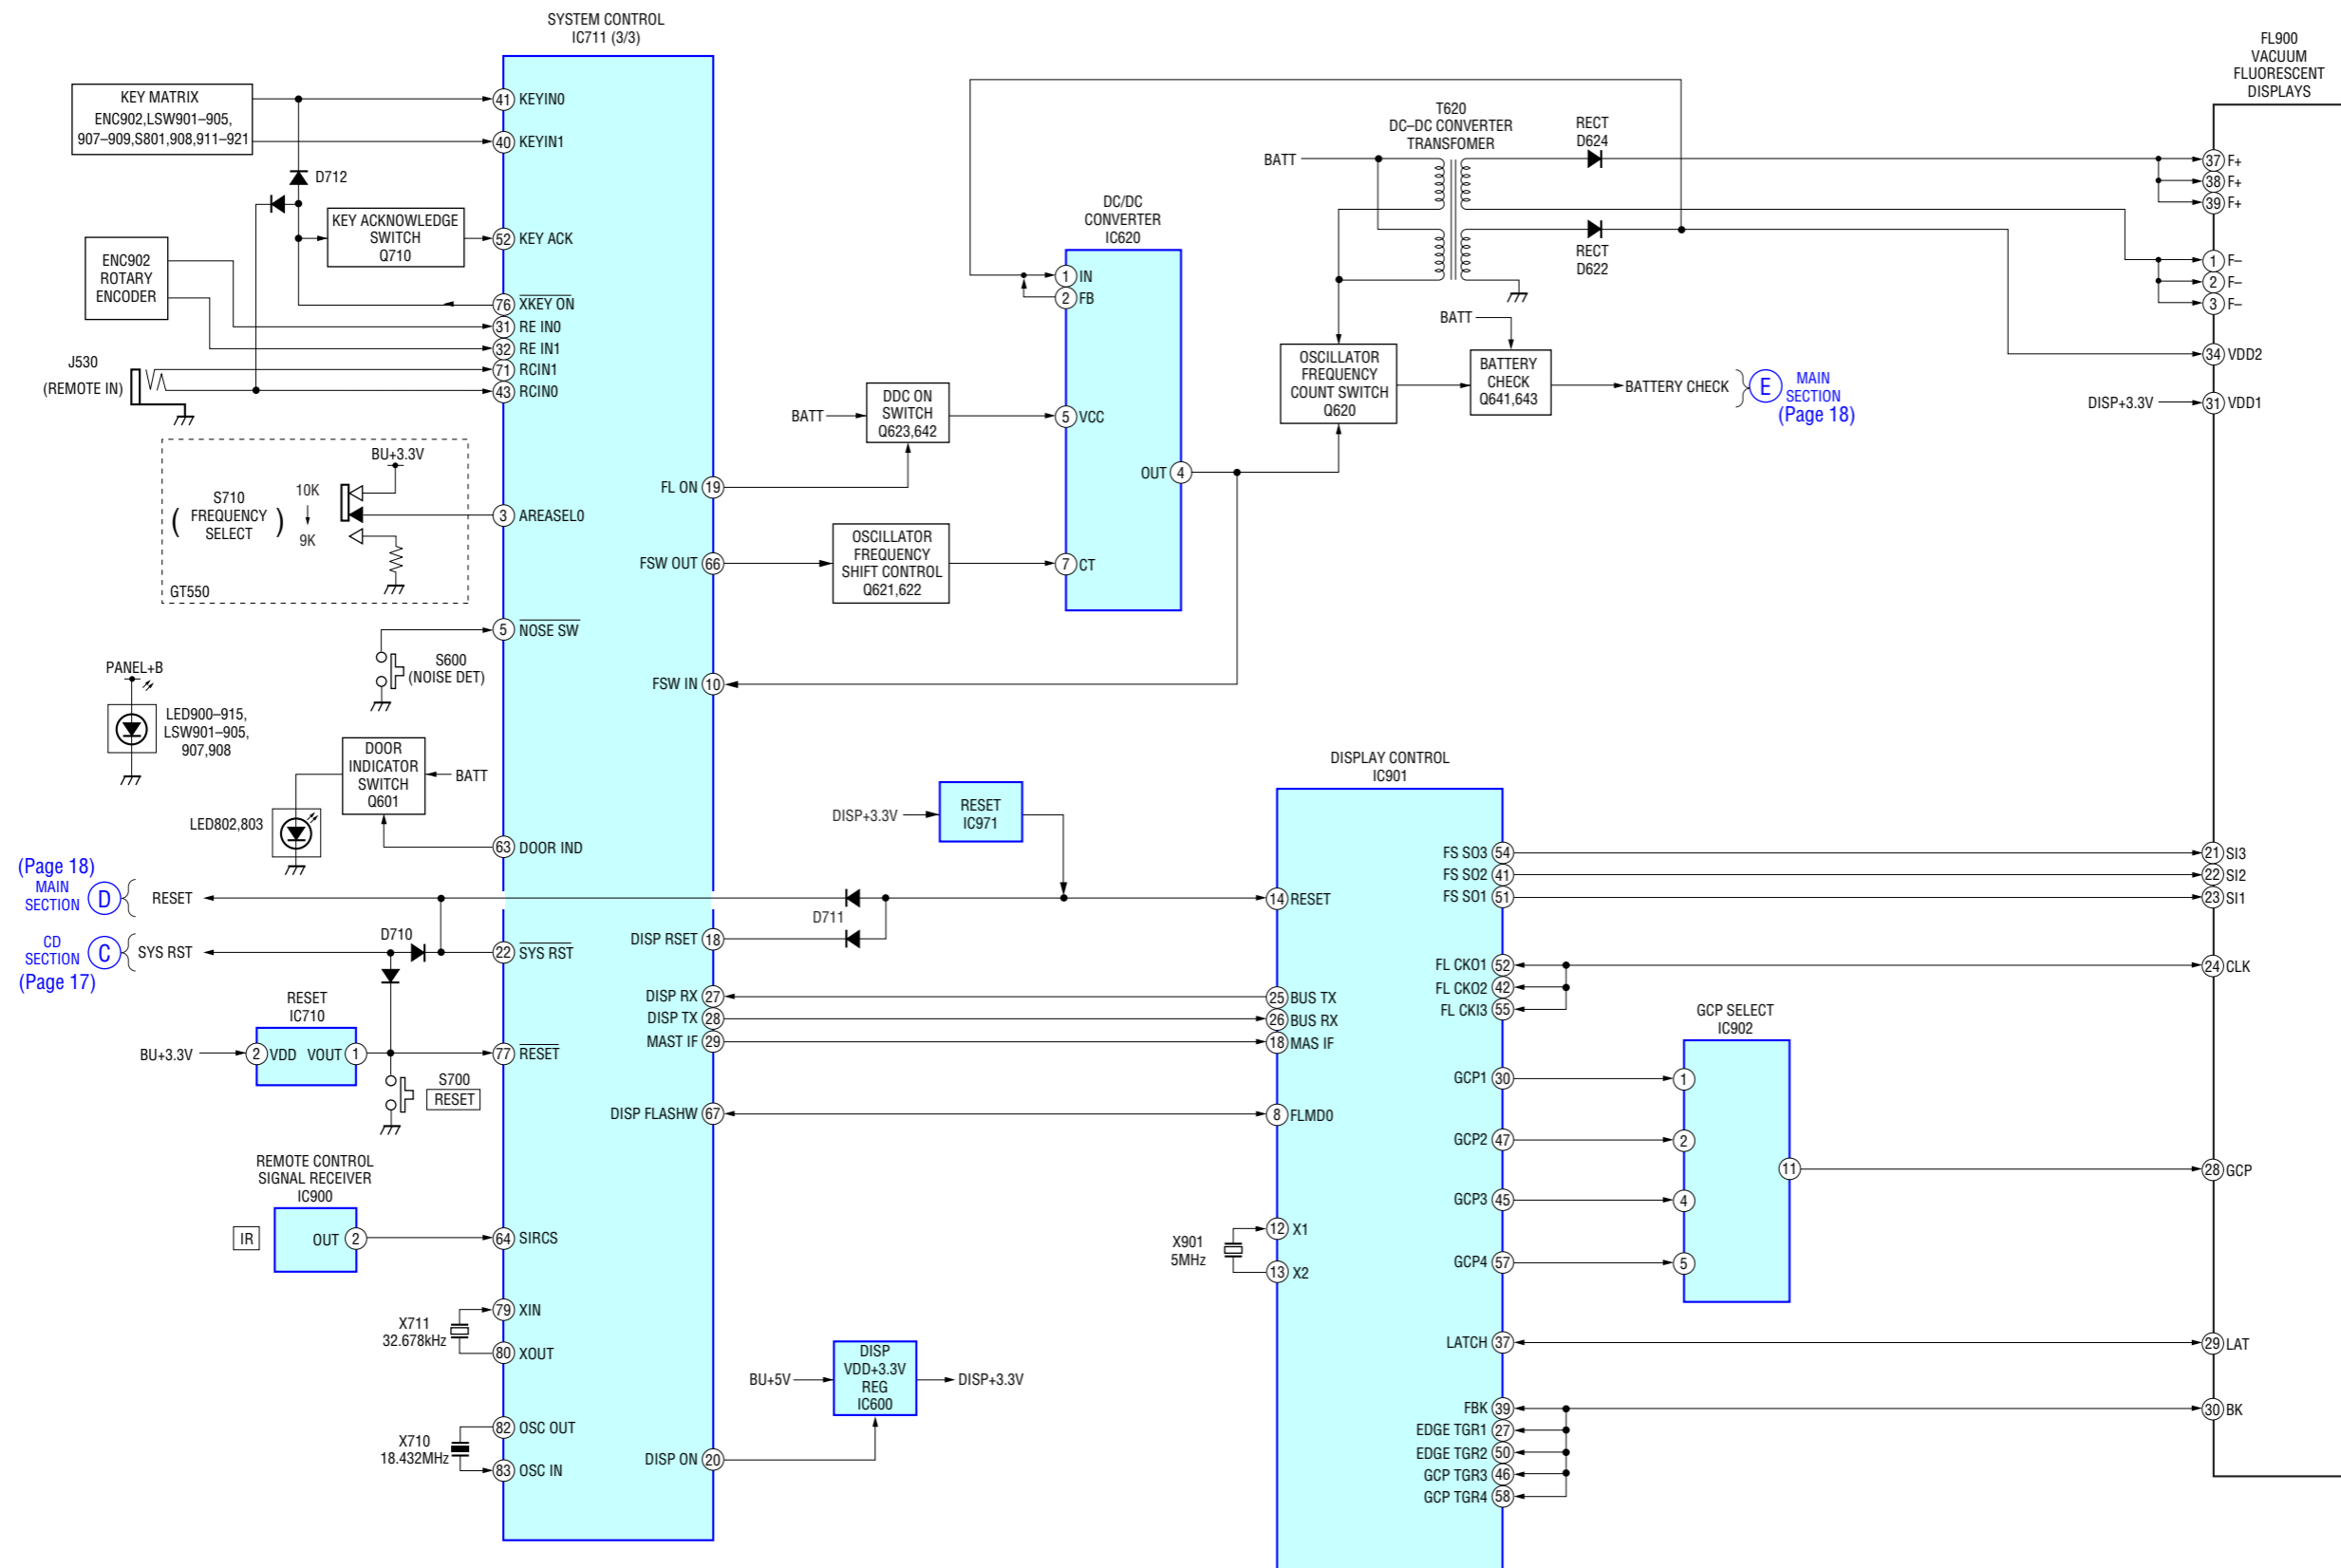 SYSTEM CONTROL
IC711 (3/3)
KEY MATRIX
ENC902,LSW901–905,
907–909,S801,908,911–921
41 KEYIN0
40 KEYIN1
D712
KEY ACKNOWLEDGE
SWITCH
Q710
52 KEY ACK
ENC902
ROTARY
ENCODER
76 XKEY ON
31 RE IN0
32 RE IN1
71 RCIN1
43 RCIN0
J530
(REMOTE IN)
BU+3.3V
S710
( FREQUENCY )
SELECT
10K
9K
GT550
3 AREASEL0
5 NOSE SW
S600
(NOISE DET)
PANEL+B
LED900–915,
LSW901–905,
907,908
DOOR
INDICATOR
SWITCH
Q601
BATT
LED802,803
63 DOOR IND
(Page 18)
MAIN
SECTION
D
RESET
CD
SECTION
C
(Page 17)
SYS RST
D710
22 SYS RST
RESET
IC710
BU+3.3V
2 VDD VOUT 1
77 RESET
S700
RESET
REMOTE CONTROL
SIGNAL RECEIVER
IC900
IR
OUT 2
64 SIRCS
X711
32.678kHz
79 XIN
80 XOUT
X710
18.432MHz
82 OSC OUT
83 OSC IN
FL ON 19
FSW OUT 66
FSW IN 10
DISP RSET 18
DISP RX 27
DISP TX 28
MAST IF 29
DISP FLASHW 67
DISP ON 20
BATT
DDC ON
SWITCH
Q623,642
OSCILLATOR
FREQUENCY
SHIFT CONTROL
Q621,622
DC/DC
CONVERTER
IC620
1 IN
2 FB
5 VCC
OUT 4
7 CT
T620
DC–DC CONVERTER
TRANSFOMER
BATT
RECT
D624
RECT
D622
BATT
OSCILLATOR
FREQUENCY
COUNT SWITCH
Q620
BATTERY
CHECK
Q641,643
BATTERY CHECK
E
MAIN
SECTION
(Page 18)
DISP+3.3V
RESET
IC971
D711
BU+5V
DISP
VDD+3.3V
REG
IC600
DISP+3.3V
DISPLAY CONTROL
IC901
14 RESET
25 BUS TX
26 BUS RX
18 MAS IF
8 FLMD0
X901
5MHz
12 X1
13 X2
FS SO3 54
FS SO2 41
FS SO1 51
FL CKO1 52
FL CKO2 42
FL CKI3 55
GCP1 30
GCP2 47
GCP3 45
GCP4 57
LATCH 37
FBK 39
EDGE TGR1 27
EDGE TGR2 50
GCP TGR3 46
GCP TGR4 58
GCP SELECT
IC902
1
2
4
5
11
FL900
VACUUM
FLUORESCENT
DISPLAYS
37 F+
38 F+
39 F+
1 F–
2 F–
3 F–
34 VDD2
DISP+3.3V
31 VDD1
21 SI3
22 SI2
23 SI1
24 CLK
28 GCP
29 LAT
30 BK